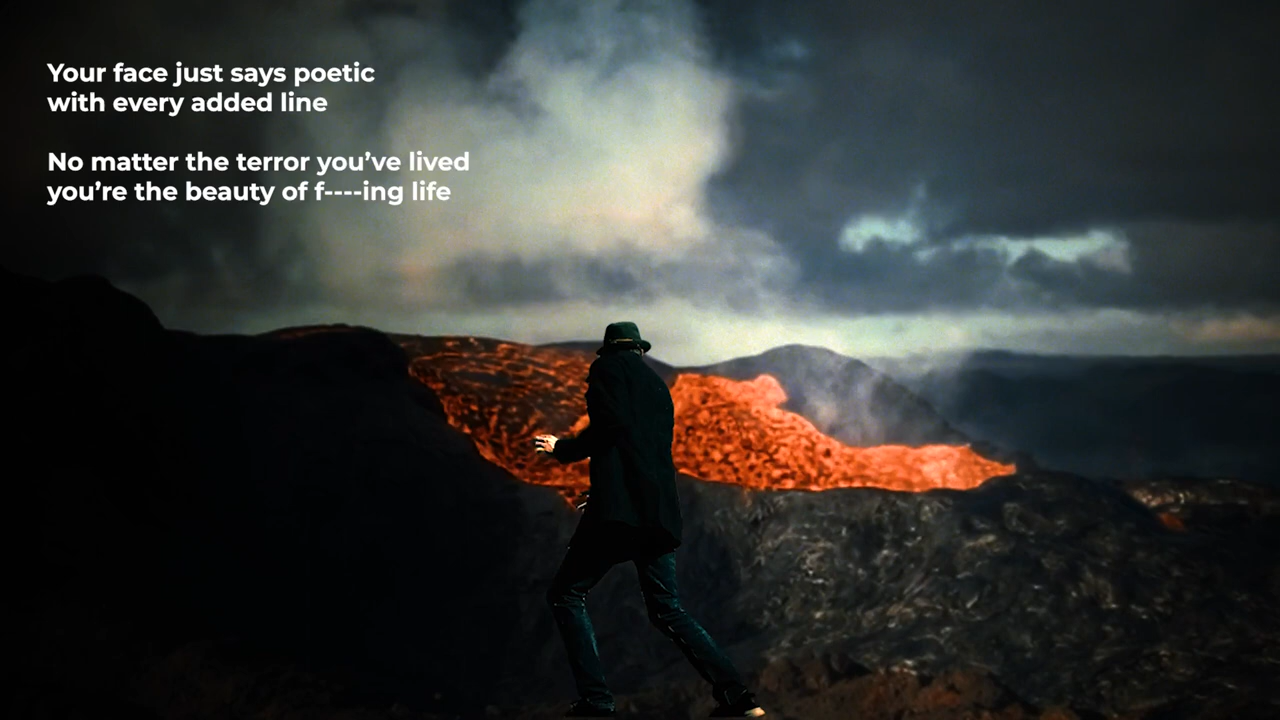 Your face just says poetic
with every added line
No matter the terror you’ve lived
you’re the beauty of f----ing life